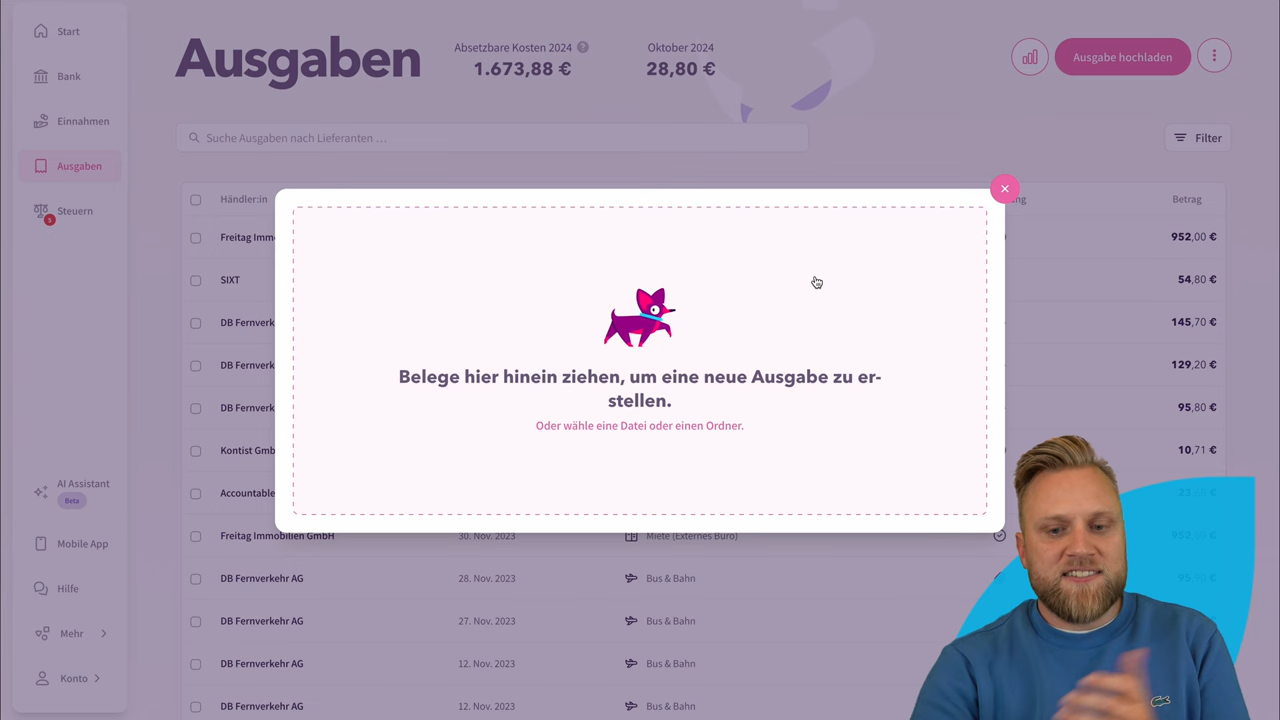 Start
Bank
Einnahmen
Ausgaben
Steuern
AI Assistant
Beta
Mobile App
Hilfe
Mehr
Konto
Ausgaben
Absetzbare Kosten 2024
1.673,88 €
Oktober 2024
28,80 €
Ausgabe hochladen
Suche Ausgaben nach Lieferanten …
Filter
Händler:in
Betrag
Freitag Imm
952,00 €
SIXT
54,80 €
DB Fernverk
145,70 €
DB Fernverk
129,20 €
DB Fernverk
95,80 €
Kontist Gmb
10,71 €
Accountable
Belege hier hinein ziehen, um eine neue Ausgabe zu er-
stellen.
Oder wähle eine Datei oder einen Ordner.
Freitag Immobilien GmbH 30. Nov. 2023 Miete (Externes Büro)
DB Fernverkehr AG 28. Nov. 2023 Bus & Bahn
DB Fernverkehr AG 27. Nov. 2023 Bus & Bahn
DB Fernverkehr AG 12. Nov. 2023 Bus & Bahn
DB Fernverkehr AG 12. Nov. 2023 Bus & Bahn